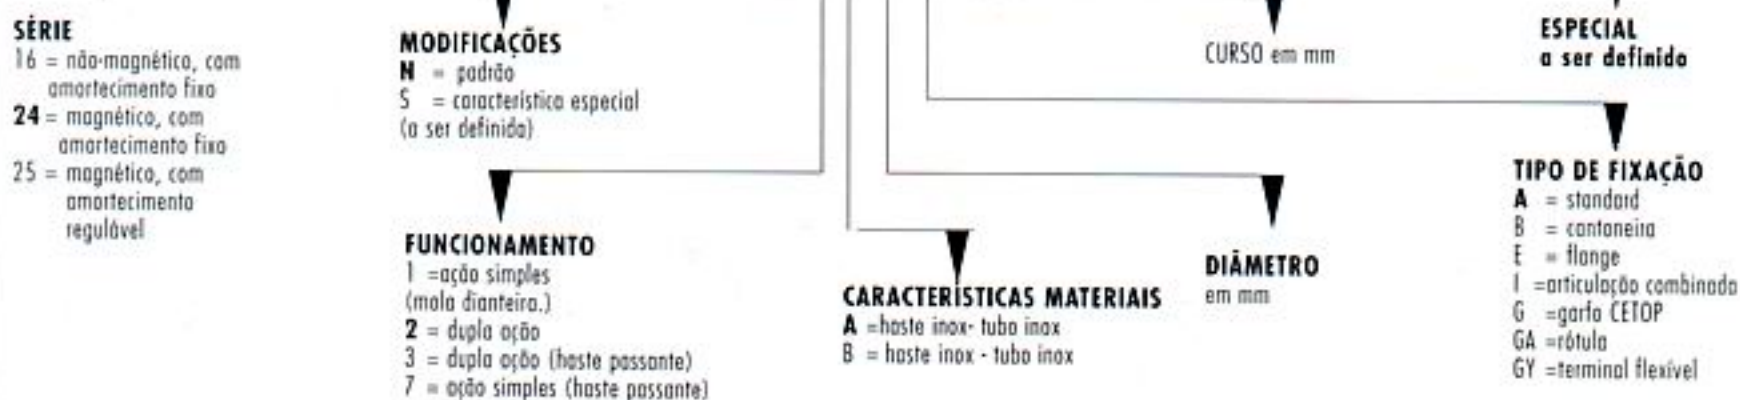 SÉRIE
16 = não-magnético, com
amortecimento fixo
24 = magnético, com
amortecimento fixo
25 = magnético, com
amortecimento
regulável
MODIFICAÇÕES
N = padrão
S = característica especial
(a ser definida)
FUNCIONAMENTO
1 =ação simples
(mola dianteira.)
2 = dupla ação
3 = dupla ação (haste passante)
7 = ação simples (haste passante)
CARACTERÍSTICAS MATERIAIS
A =haste inox- tubo inox
B = haste inox - tubo inox
CURSO em mm
DIÂMETRO
em mm
ESPECIAL
a ser definido
TIPO DE FIXAÇÃO
A = standard
B = cantoneira
E = flange
I =articulação combinada
G =garfo CETOP
GA =rótula
GY =terminal flexível